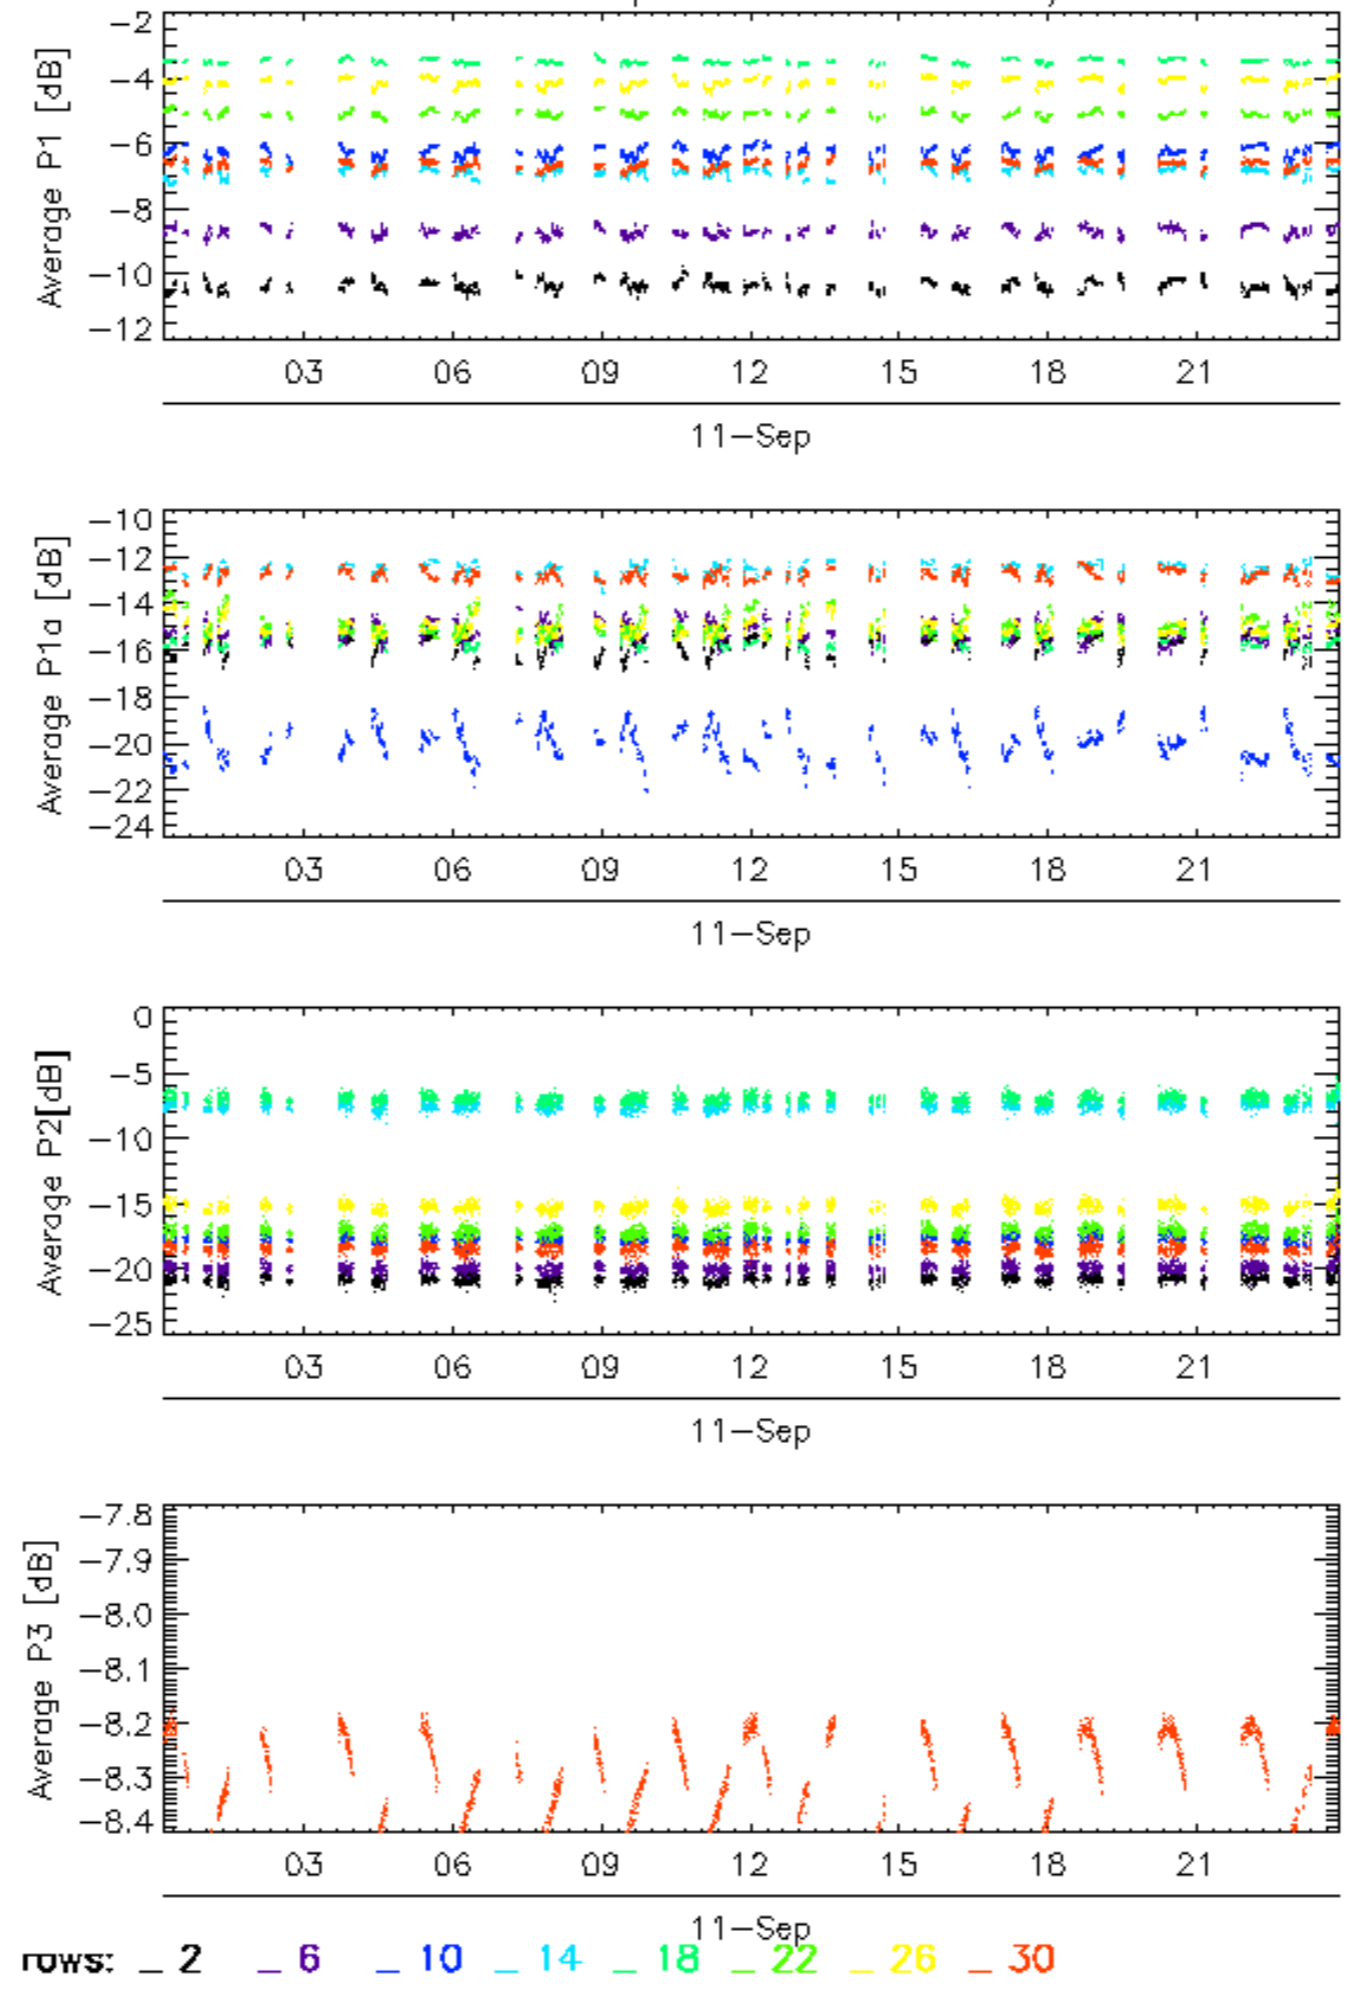 Average P1 [dB]
-2
-4
-6
-8
-10
-12
03 06 09 12 15 18 21
11-Sep
Average P1a [dB]
-10
-12
-14
-16
-18
-20
-22
-24
03 06 09 12 15 18 21
11-Sep
Average P2[dB]
0
-5
-10
-15
-20
-25
03 06 09 12 15 18 21
11-Sep
Average P3 [dB]
-7.8
-7.9
-8.0
-8.1
-8.2
-8.3
-8.4
03 06 09 12 15 18 21
11-Sep
rows: _ 2 _ 6 _ 10 _ 14 _ 18 _ 22 _ 26 _ 30